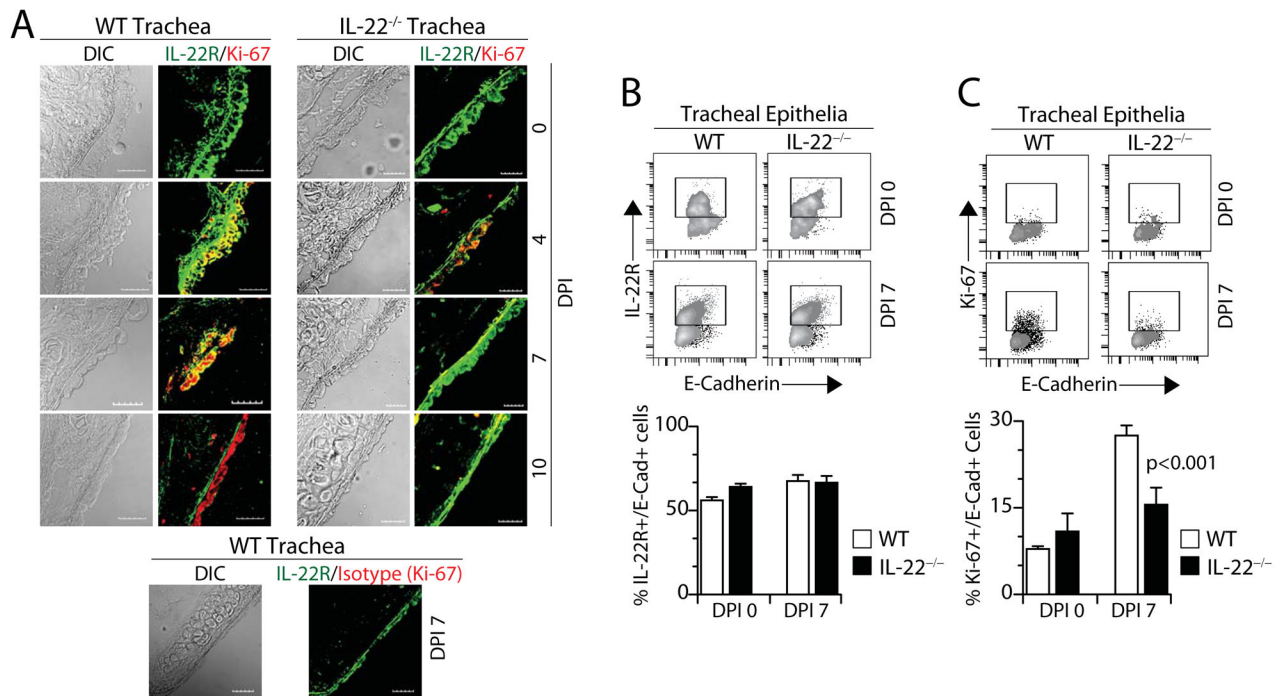 A
WT Trachea
IL-22-/- Trachea
DIC
IL-22R/Ki-67
DIC
IL-22R/Ki-67
0
4
7
10
DPI
WT Trachea
DIC
IL-22R/Isotype (Ki-67)
DPI 7
B
Tracheal Epithelia
WT
IL-22–/–
DPI 0
DPI 7
IL-22R
E-Cadherin
% IL-22R+/E-Cad+ cells
100
50
0
DPI 0
DPI 7
WT
IL-22–/–
C
Tracheal Epithelia
WT
IL-22–/–
DPI 0
DPI 7
Ki-67
E-Cadherin
% Ki-67+/E-Cad+ Cells
30
15
0
p<0.001
DPI 0
DPI 7
WT
IL-22–/–